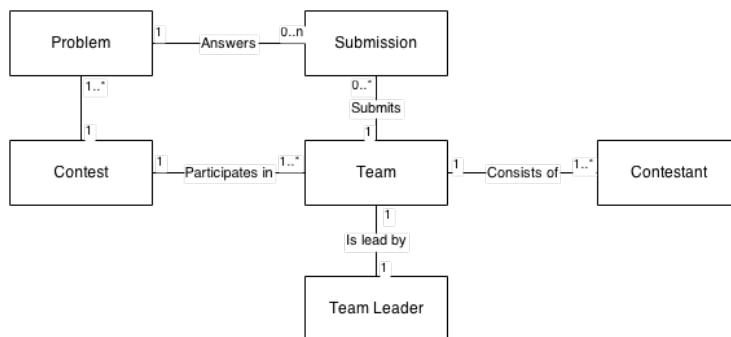 Problem
1
Answers
0..n
Submission
1..*
0..*
Submits
1
1
Contest
1
Participates in
1..*
Team
1
Consists of
1..*
Contestant
1
Is lead by
1
Team Leader